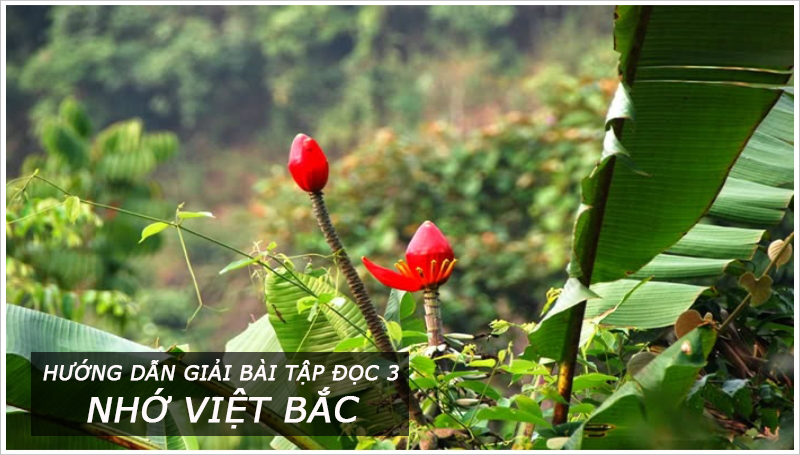 HƯỚNG DẪN GIẢI BÀI TẬP ĐỌC 3
NHỚ VIỆT BẮC